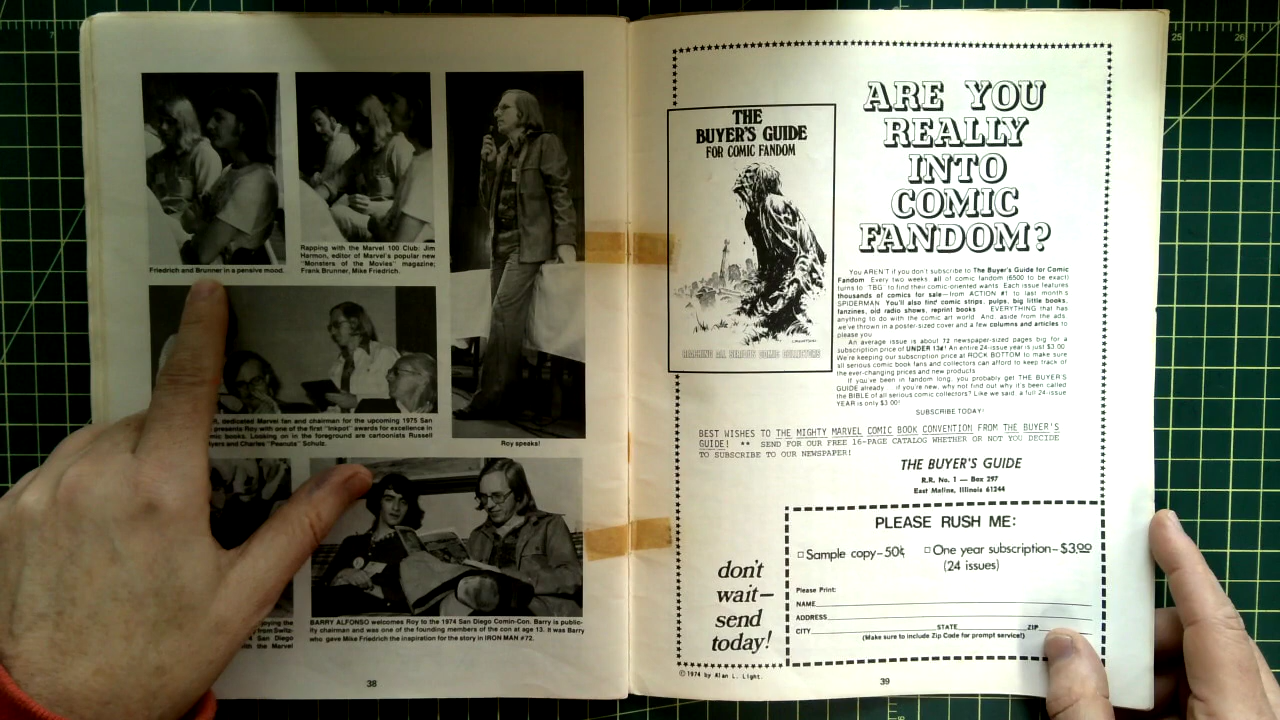 Friedrich and Brunner in a pensive mood.
Rapping with the Marvel 100 Club: Jim
Harmon, editor of Marvel's popular new
"Monsters of the Movies" magazine;
Frank Brunner, Mike Friedrich.
dedicated Marvel fan and chairman for the upcoming 1975 San
presents Roy with one of the first "Inkpot" awards for excellence in
books. Looking on in the foreground are cartoonists Russell
and Charles "Peanuts" Schulz.
Roy speaks!
BARRY ALFONSO welcomes Roy to the 1974 San Diego Comin-Con. Barry is public-
ity chairman and was one of the founding members of the con at age 13. It was Barry
who gave Mike Friedrich the inspiration for the story in IRON MAN #72.
joying the
San Diego
the Marvel
38
THE
BUYER'S GUIDE
FOR COMIC FANDOM
REACHING ALL SERIOUS COMIC COLLECTORS
ARE YOU
REALLY
INTO
COMIC
FANDOM?
You AREN'T if you don't subscribe to The Buyer's Guide for Comic
Fandom. Every two weeks all of comic fandom (6500 to be exact)
turns to TBG to find their comic-oriented wants. Each issue features
thousands of comics for sale—from ACTION #1 to last month's
SPIDERMAN. You'll also find comic strips, pulps, big little books,
fanzines, old radio shows, reprint books EVERYTHING that has
anything to do with the comic art world. And aside from the ads
we've thrown in a poster-sized cover and a few columns and articles to
please you.
An average issue is about 72 newspaper-sized pages big for a
subscription price of UNDER 13¢! An entire 24-issue year is just $3.00.
We're keeping our subscription price at ROCK BOTTOM to make sure
all serious comic book fans and collectors can afford to keep track of
the ever-changing prices and new products.
If you've been in fandom long, you probably get THE BUYER'S
GUIDE already if you're new, why not find out why it's been called
the BIBLE of all serious comic collectors? Like we said, a full 24-issue
YEAR is only $3.00!
SUBSCRIBE TODAY!
BEST WISHES TO THE MIGHTY MARVEL COMIC BOOK CONVENTION FROM THE BUYER'S
GUIDE! ** SEND FOR OUR FREE 16-PAGE CATALOG WHETHER OR NOT YOU DECIDE
TO SUBSCRIBE TO OUR NEWSPAPER!
THE BUYER'S GUIDE
R.R. No. 1 — Box 297
East Moline, Illinois 61244
don't
wait—
send
today!
PLEASE RUSH ME:
□ Sample copy–50¢ □ One year subscription–$3.00
(24 issues)
Please Print:
NAME
ADDRESS
CITY STATE ZIP
(Make sure to include Zip Code for prompt service!)
©1974 by Alan L. Light.
39